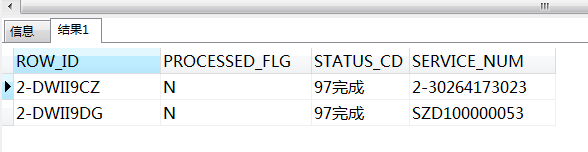 信息 结果1
ROW_ID PROCESSED_FLG STATUS_CD SERVICE_NUM
2-DWII9CZ N 97完成 2-30264173023
2-DWII9DG N 97完成 SZD100000053